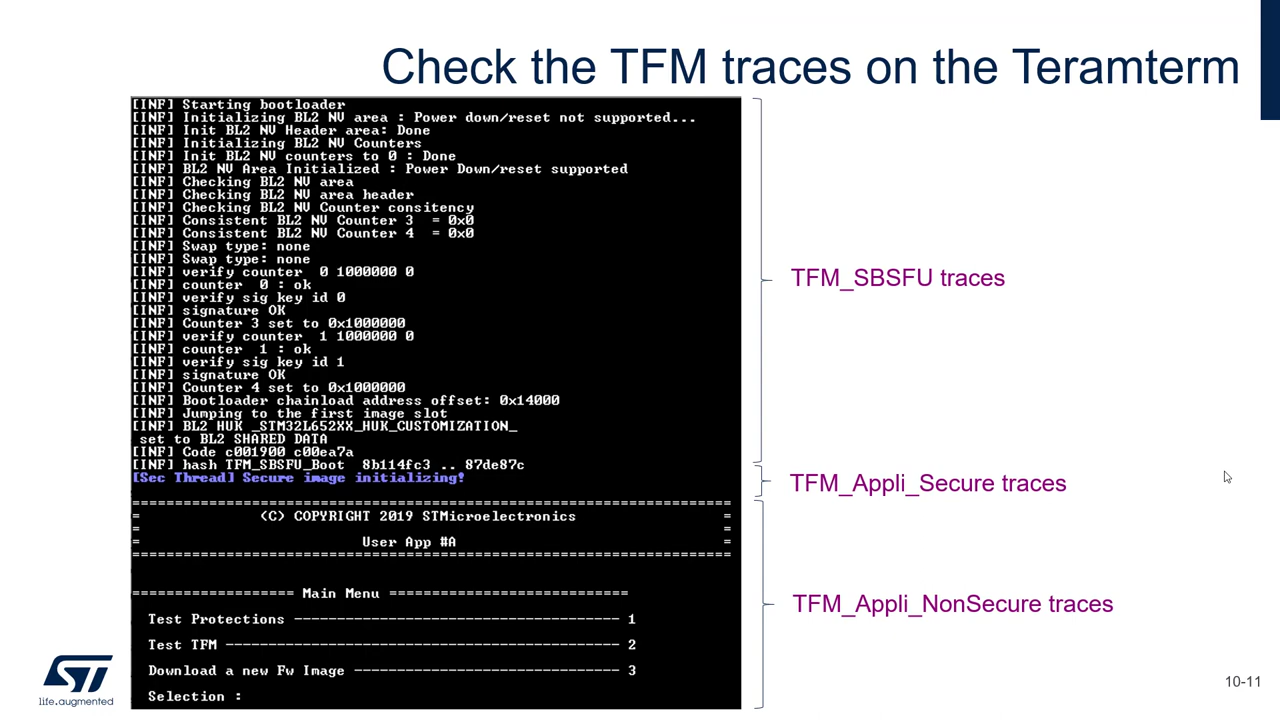 Check the TFM traces on the Teramterm
[INF] Starting bootloader
[INF] Initializing BL2 NV area : Power down/reset not supported...
[INF] Init BL2 NV Header area: Done
[INF] Initializing BL2 NV Counters
[INF] Init BL2 NV counters to 0 : Done
[INF] BL2 NV Area Initialized : Power Down/reset supported
[INF] Checking BL2 NV area
[INF] Checking BL2 NV area header
[INF] Checking BL2 NV Counter consitency
[INF] Consistent BL2 NV Counter 3 = 0x0
[INF] Consistent BL2 NV Counter 4 = 0x0
[INF] Swap type: none
[INF] Swap type: none
[INF] verify counter 0 1000000 0
[INF] counter 0 : ok
[INF] verify sig key id 0
[INF] signature OK
[INF] Counter 3 set to 0x1000000
[INF] verify counter 1 1000000 0
[INF] counter 1 : ok
[INF] verify sig key id 1
[INF] signature OK
[INF] Counter 4 set to 0x1000000
[INF] Bootloader chainload address offset: 0x14000
[INF] Jumping to the first image slot
[INF] BL2 HUK _STM32L652XX_HUK_CUSTOMIZATION_
set to BL2 SHARED DATA
[INF] Code c001900 c00ea7a
[INF] hash TFM_SBSFU_Boot 8b114fc3 .. 87de87c
[Sec Thread] Secure image initializing!
======================================================================
= (C) COPYRIGHT 2019 STMicroelectronics =
= =
= User App #A =
======================================================================
=================== Main Menu ============================
Test Protections -------------------------------------- 1
Test TFM ---------------------------------------------- 2
Download a new Fw Image ------------------------------- 3
Selection :
TFM_SBSFU traces
TFM_Appli_Secure traces
TFM_Appli_NonSecure traces
ST
life.augmented
10-11